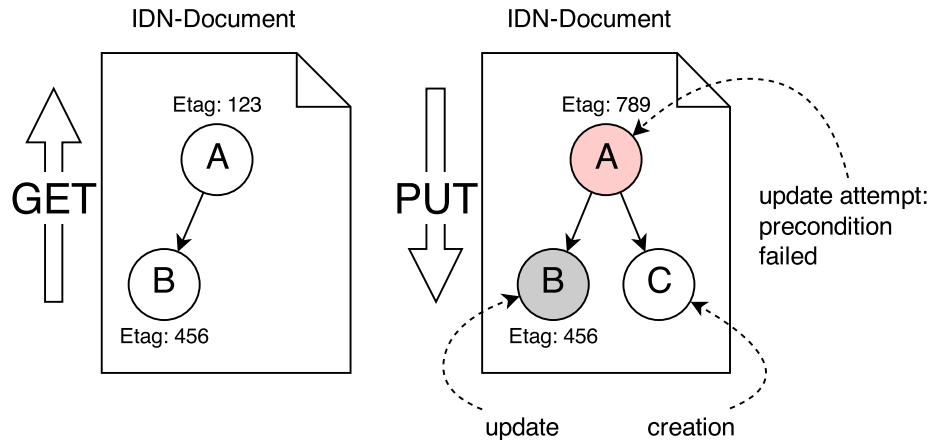 IDN-Document
Etag: 123
A
GET
B
Etag: 456
IDN-Document
Etag: 789
A
PUT
update attempt:
precondition
failed
B
C
Etag: 456
update
creation